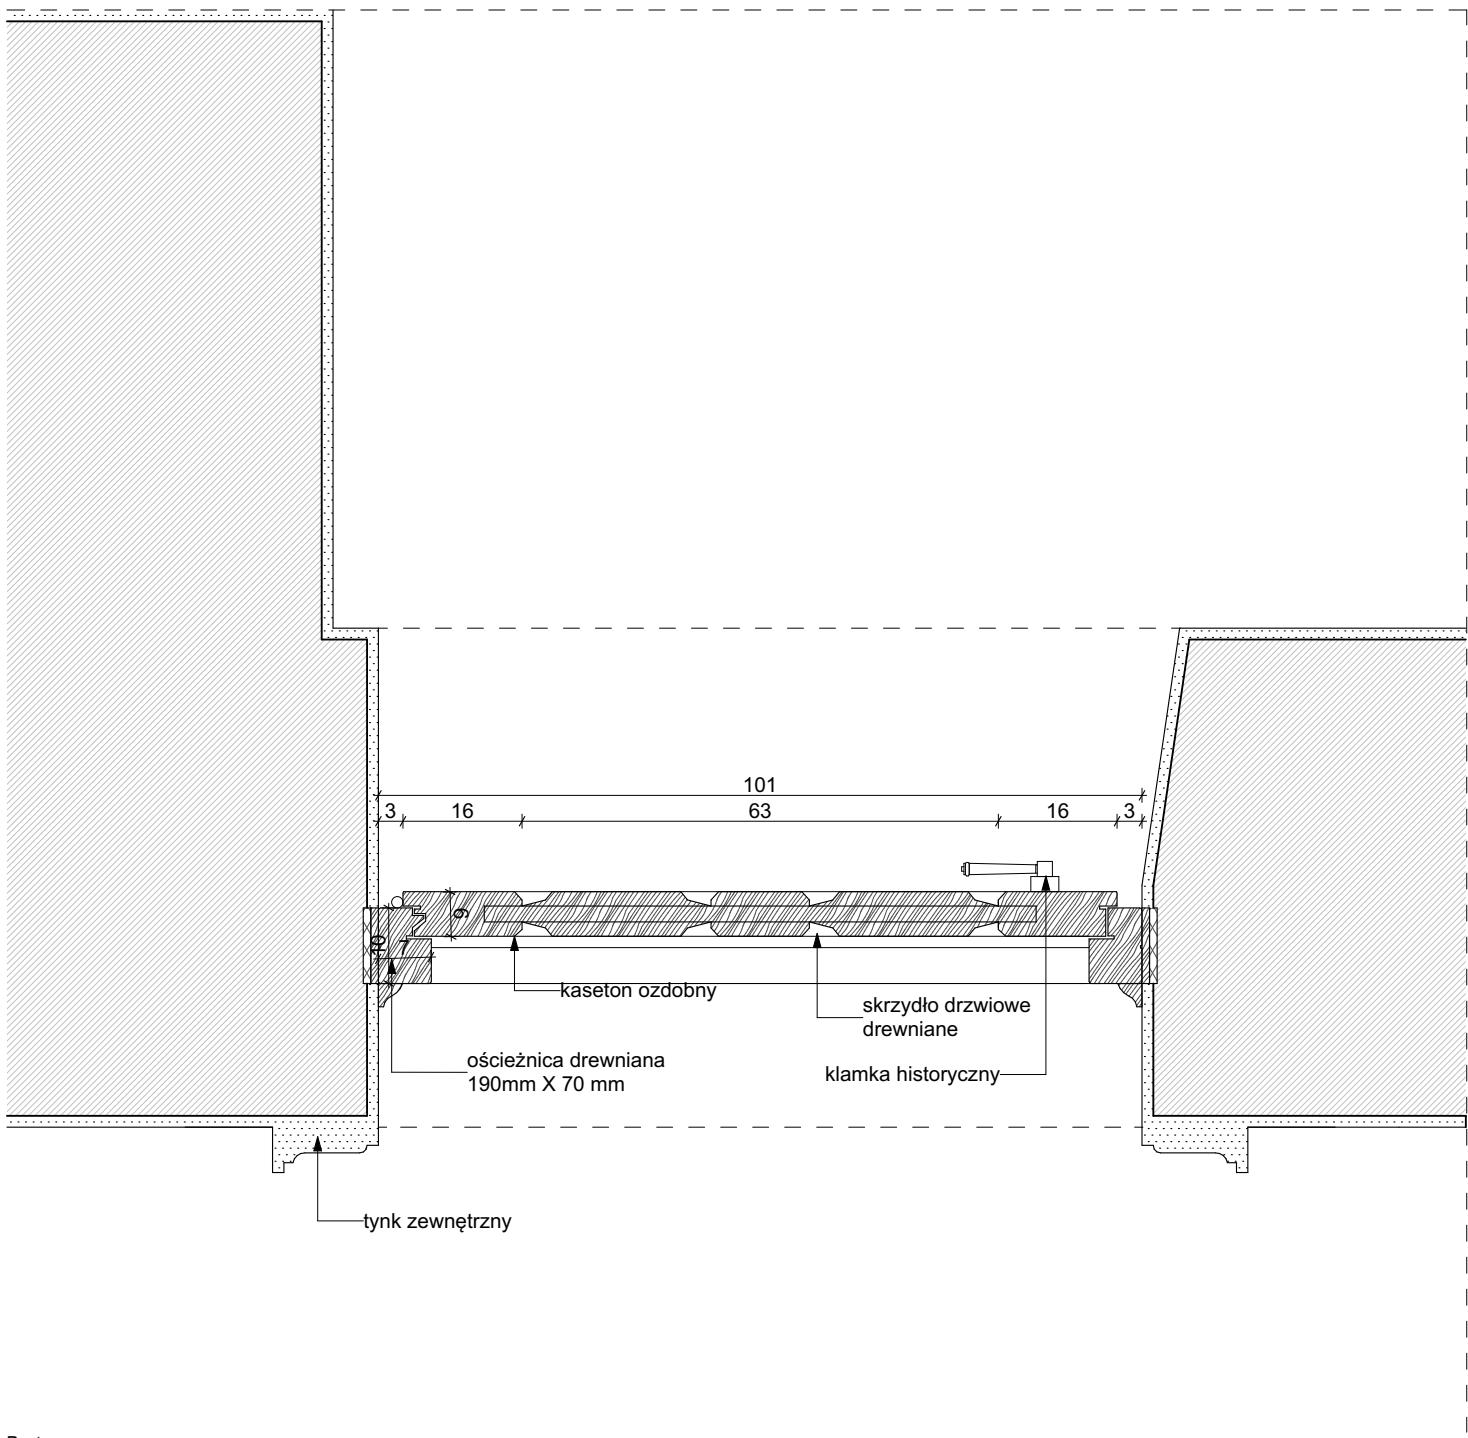 101
3
16
63
16
3
6
10
7
kaseton ozdobny
skrzydło drzwiowe
drewniane
ościeżnica drewniana
190mm X 70 mm
klamka historyczny
tynk zewnętrzny